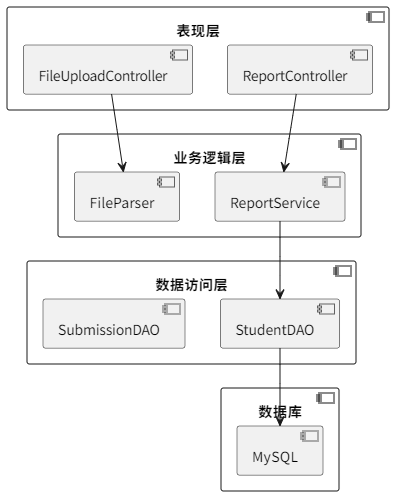 表现层
FileUploadController
ReportController
业务逻辑层
FileParser
ReportService
数据访问层
SubmissionDAO
StudentDAO
数据库
MySQL